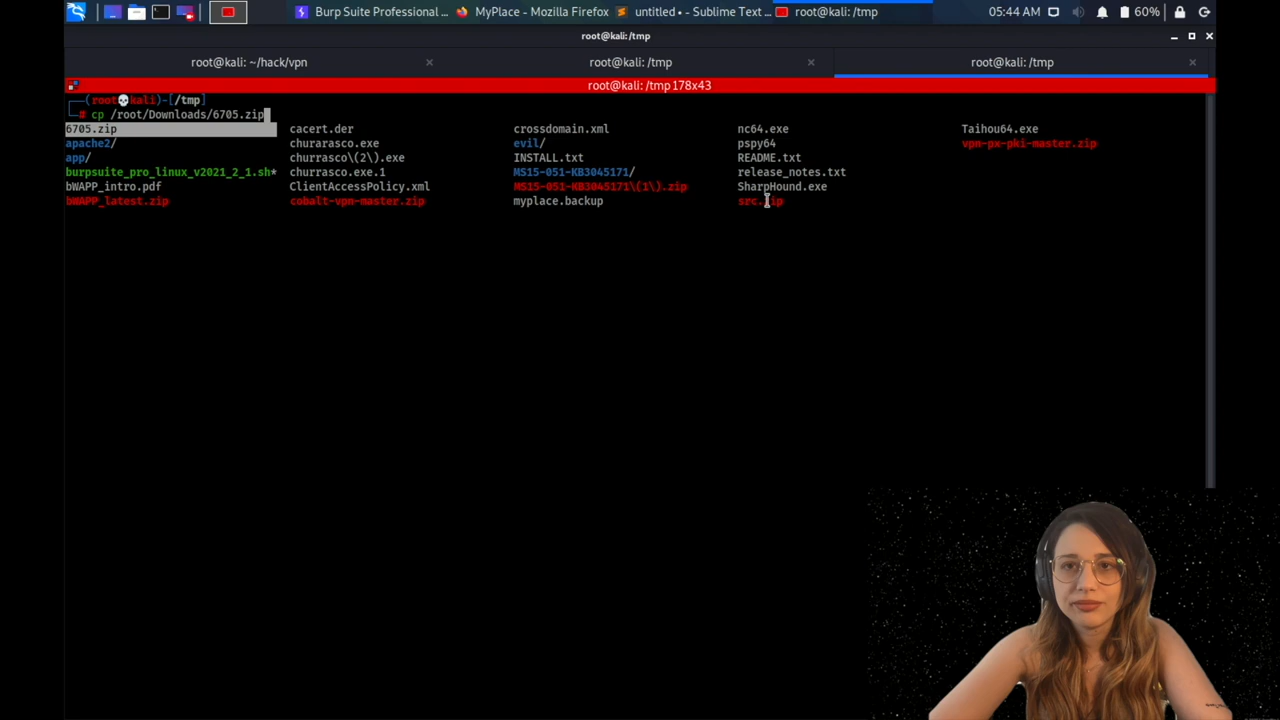 Burp Suite Professional ... MyPlace - Mozilla Firefox untitled • - Sublime Text ... root@kali: /tmp 05:44 AM 60%
root@kali: /tmp
root@kali: ~/hack/vpn × root@kali: /tmp × root@kali: /tmp ×
root@kali: /tmp 178x43
(root💀kali)-[/tmp]
# cp /root/Downloads/6705.zip
6705.zip cacert.der crossdomain.xml nc64.exe Taihou64.exe
apache2/ churarasco.exe evil/ pspy64 vpn-px-pki-master.zip
app/ churrasco\(2\).exe INSTALL.txt README.txt
burpsuite_pro_linux_v2021_2_1.sh* churrasco.exe.1 MS15-051-KB3045171/ release_notes.txt
bWAPP_intro.pdf ClientAccessPolicy.xml MS15-051-KB3045171\(1\).zip SharpHound.exe
bWAPP_latest.zip cobalt-vpn-master.zip myplace.backup src.zip